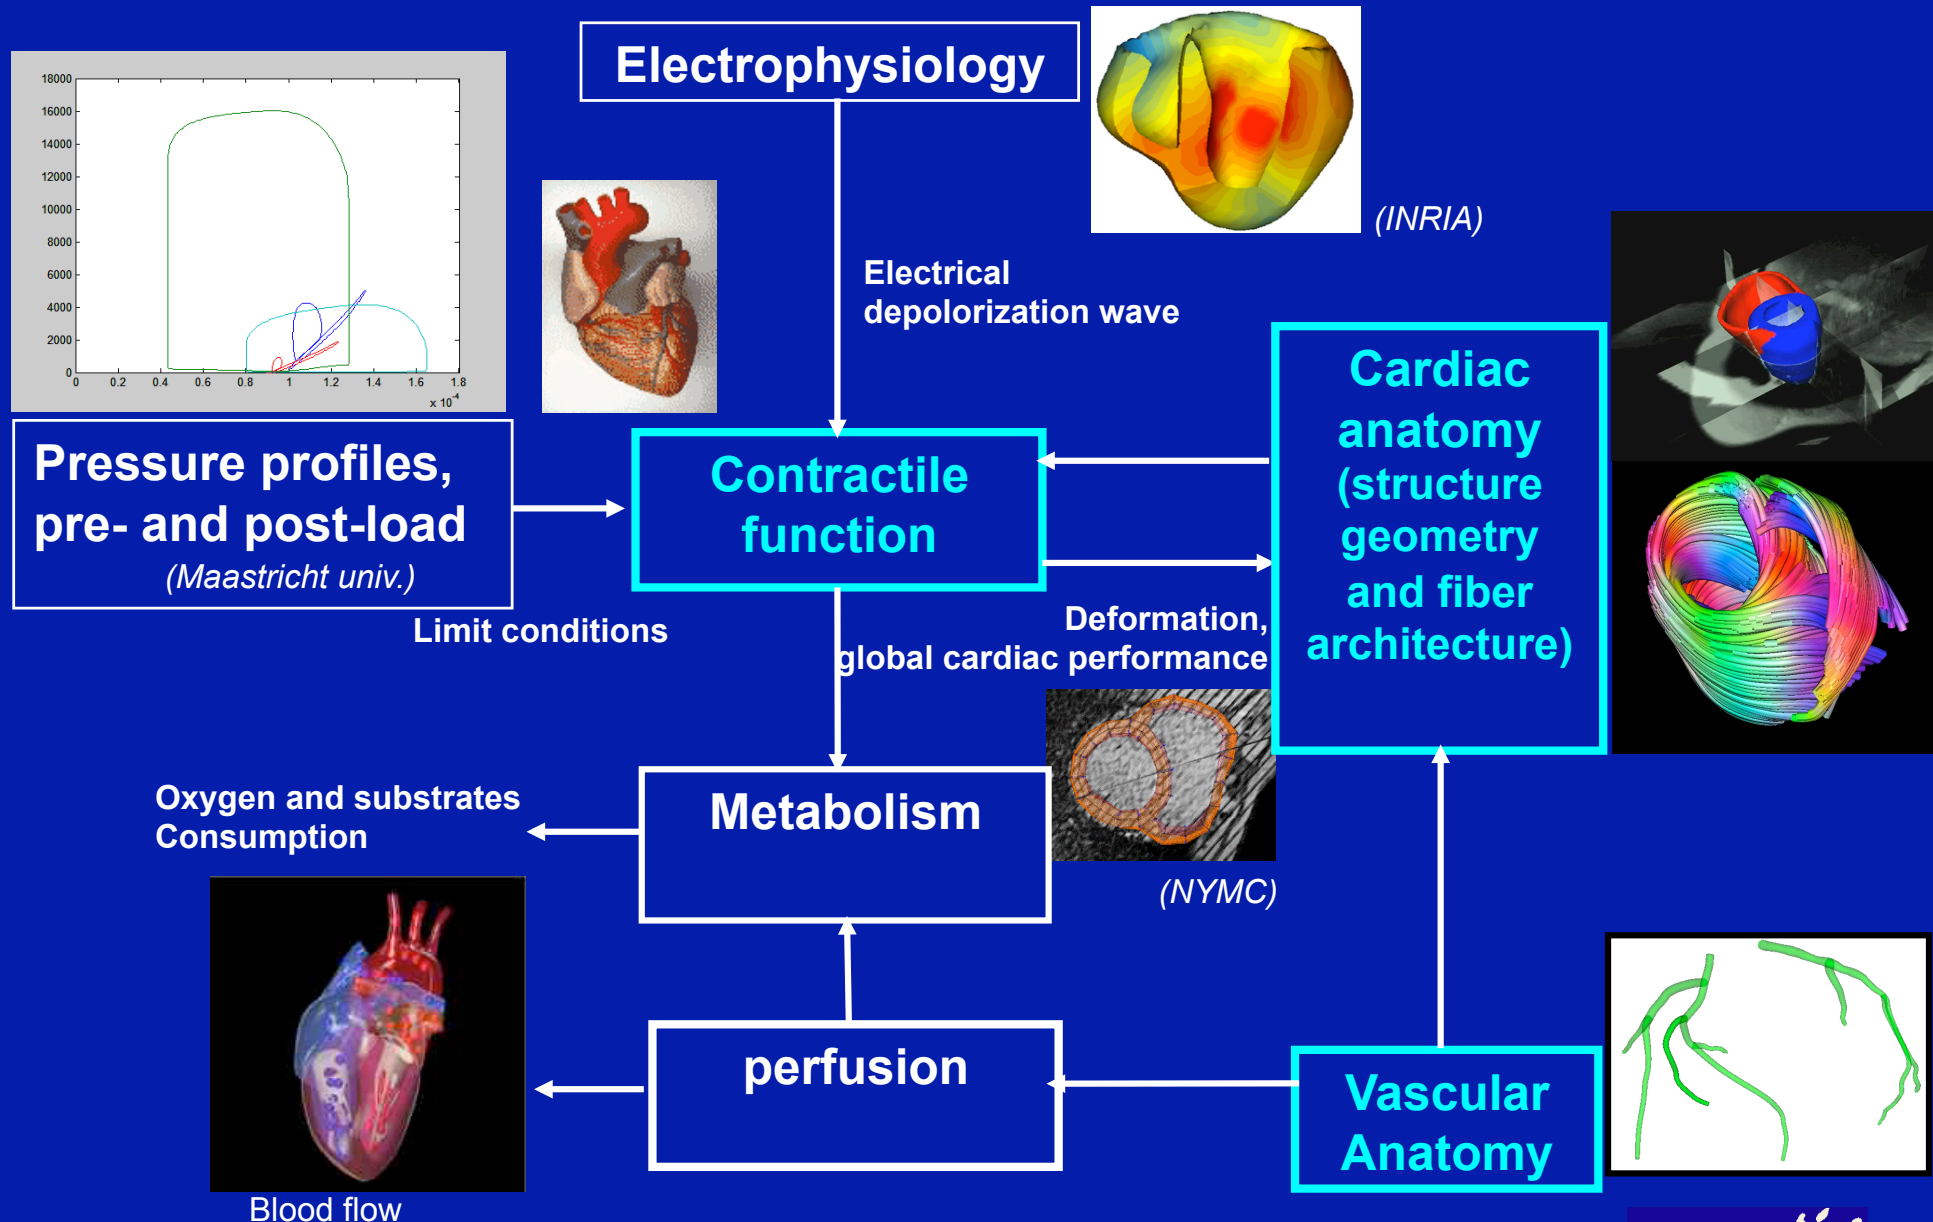 Electrophysiology
(INRIA)
18000
16000
14000
12000
10000
8000
6000
4000
2000
0
0 0.2 0.4 0.6 0.8 1 1.2 1.4 1.6 1.8
x 10-4
Electrical
depolorization wave
Pressure profiles,
pre- and post-load
(Maastricht univ.)
Limit conditions
Contractile
function
Cardiac
anatomy
(structure
geometry
and fiber
architecture)
Deformation,
global cardiac performance
(NYMC)
Oxygen and substrates
Consumption
Metabolism
perfusion
Vascular
Anatomy
Blood flow